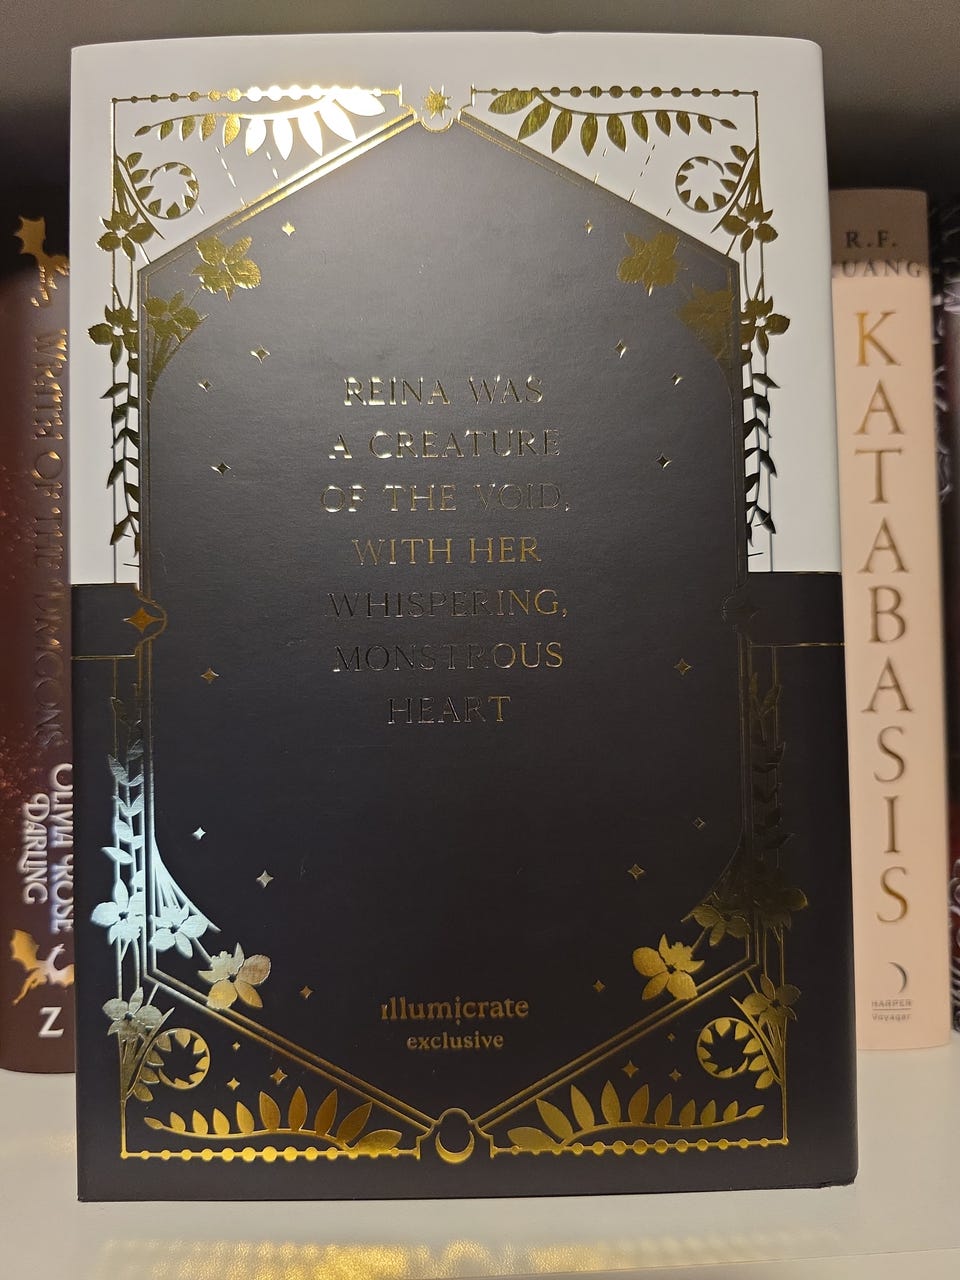 REINA WAS
A CREATURE
OF THE VOID,
WITH HER
WHISPERING,
MONSTROUS
HEART
illumicrate
exclusive
WRATH OF THE DRAGONS
OLIVIA ROSE
DARLING
Z
R.F.
UANG
KATABASIS
HARPER
Voyager